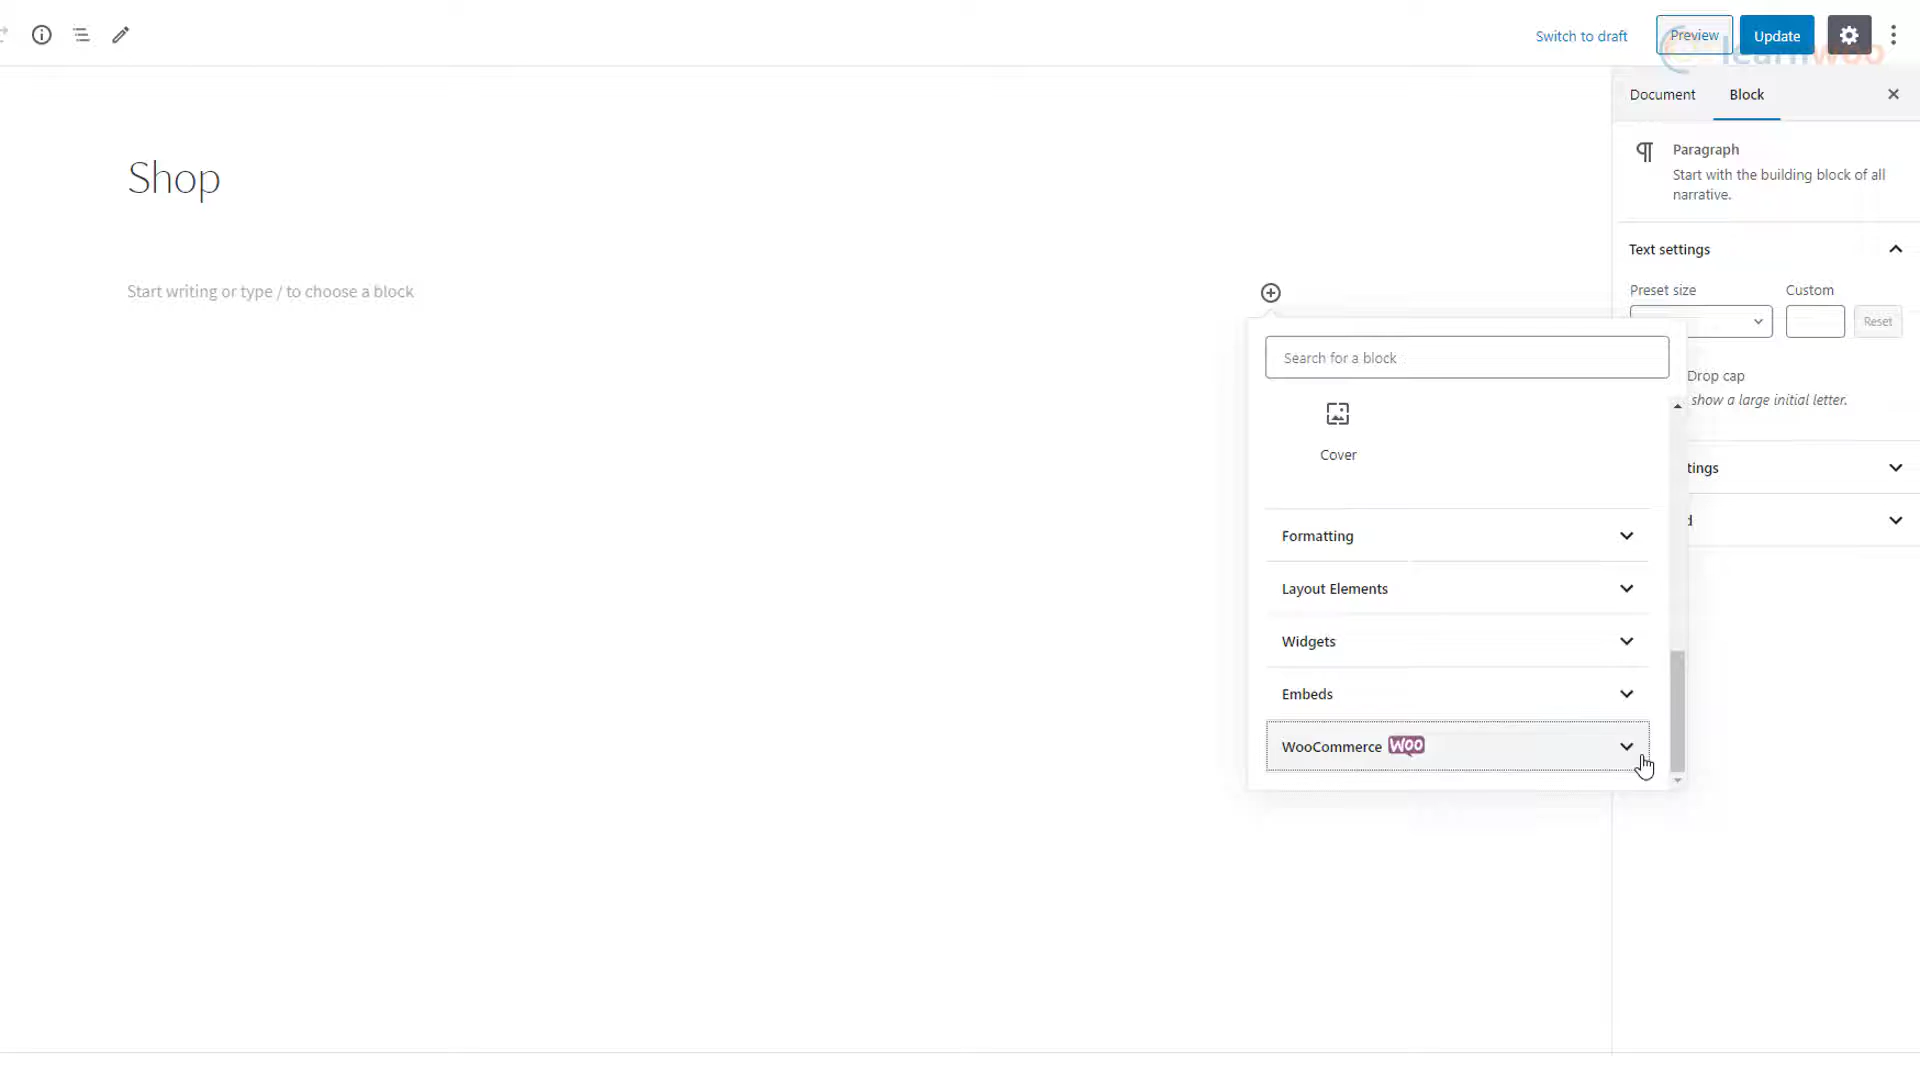 Switch to draft
Preview
Update
learnwoo
Document
Block
Shop
Paragraph
Start with the building block of all
narrative.
Text settings
Start writing or type / to choose a block
Preset size
Custom
Reset
Search for a block
Drop cap
show a large initial letter.
Cover
tings
Formatting
d
Layout Elements
Widgets
Embeds
WooCommerce Woo